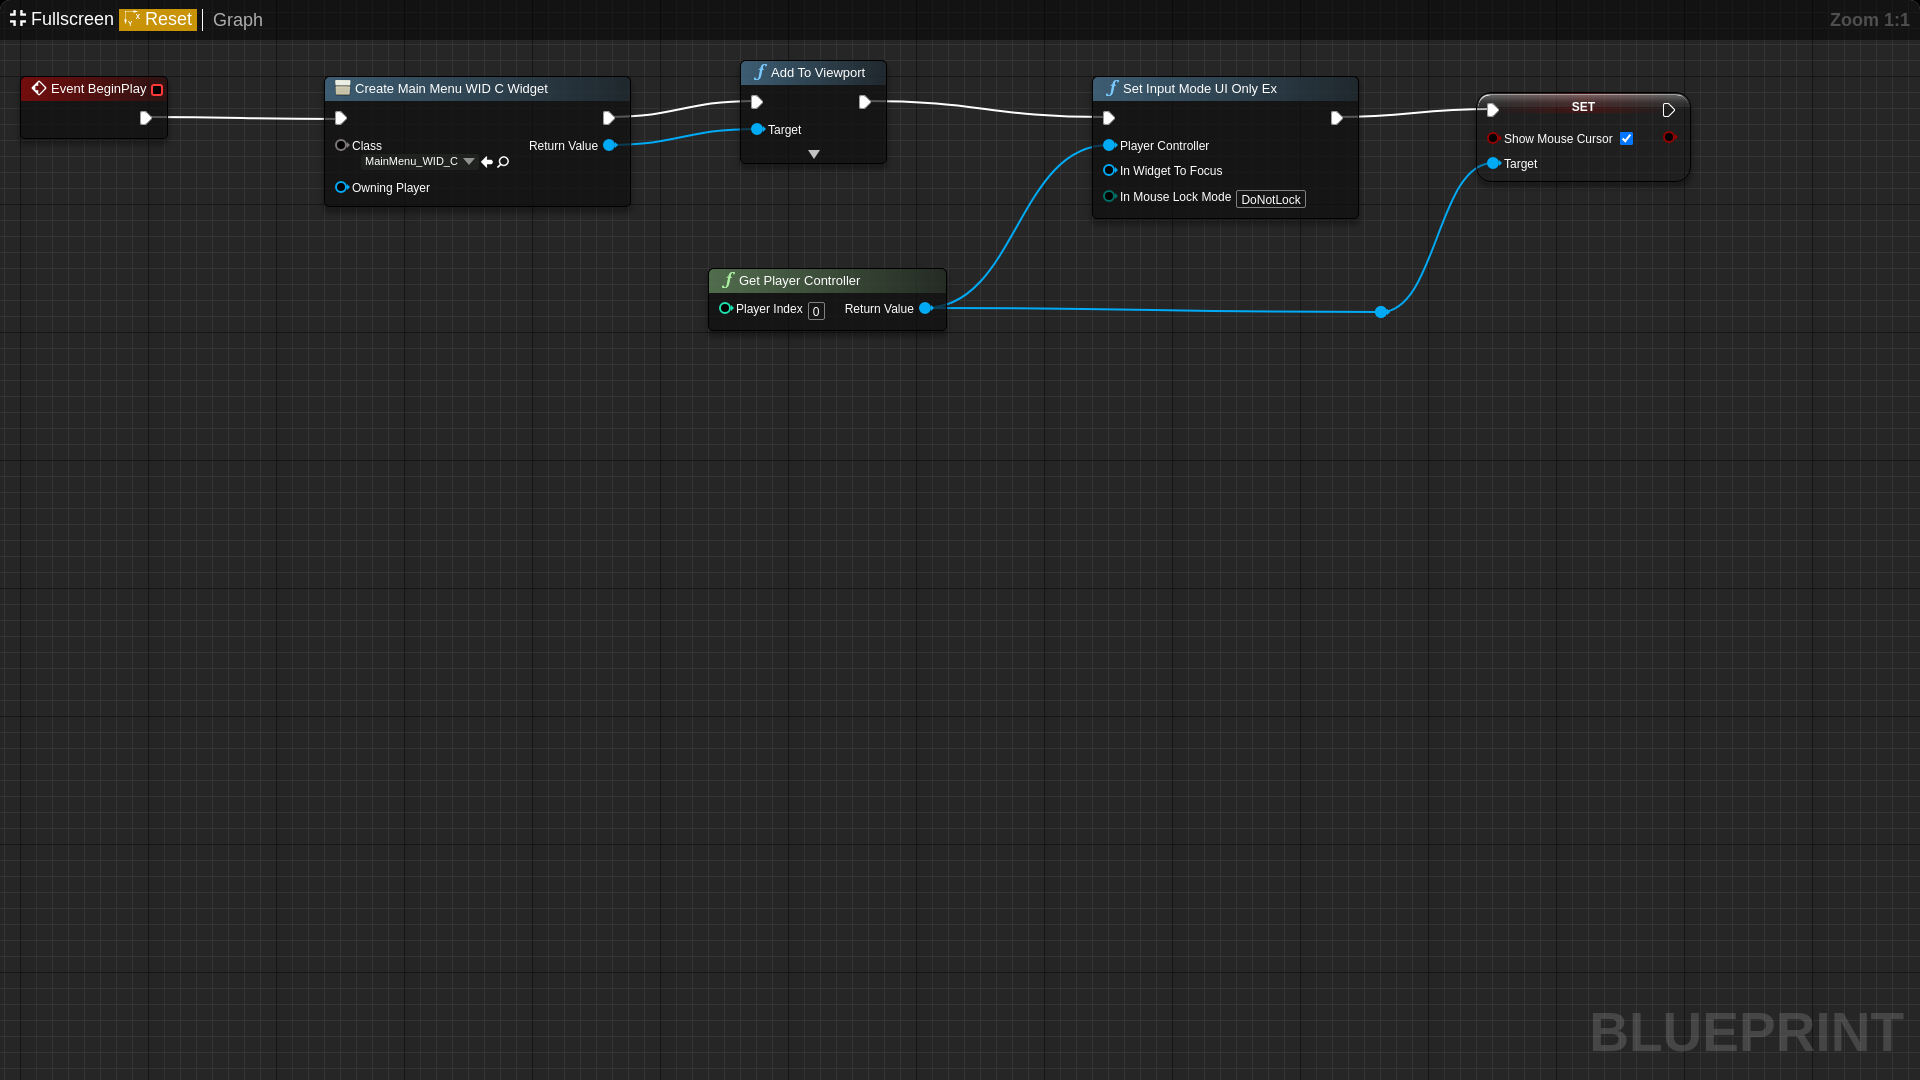 Fullscreen Reset Graph Zoom 1:1
Event BeginPlay
Create Main Menu WID C Widget
Class Return Value
MainMenu_WID_C
Owning Player
Add To Viewport
Target
Set Input Mode UI Only Ex
Player Controller
In Widget To Focus
In Mouse Lock Mode DoNotLock
SET
Show Mouse Cursor
Target
Get Player Controller
Player Index 0 Return Value
BLUEPRINT